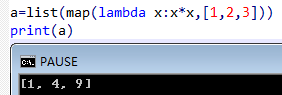 a=list(map(lambda x:x*x,[1,2,3]))
print(a)
C:\. PAUSE
[1, 4, 9]